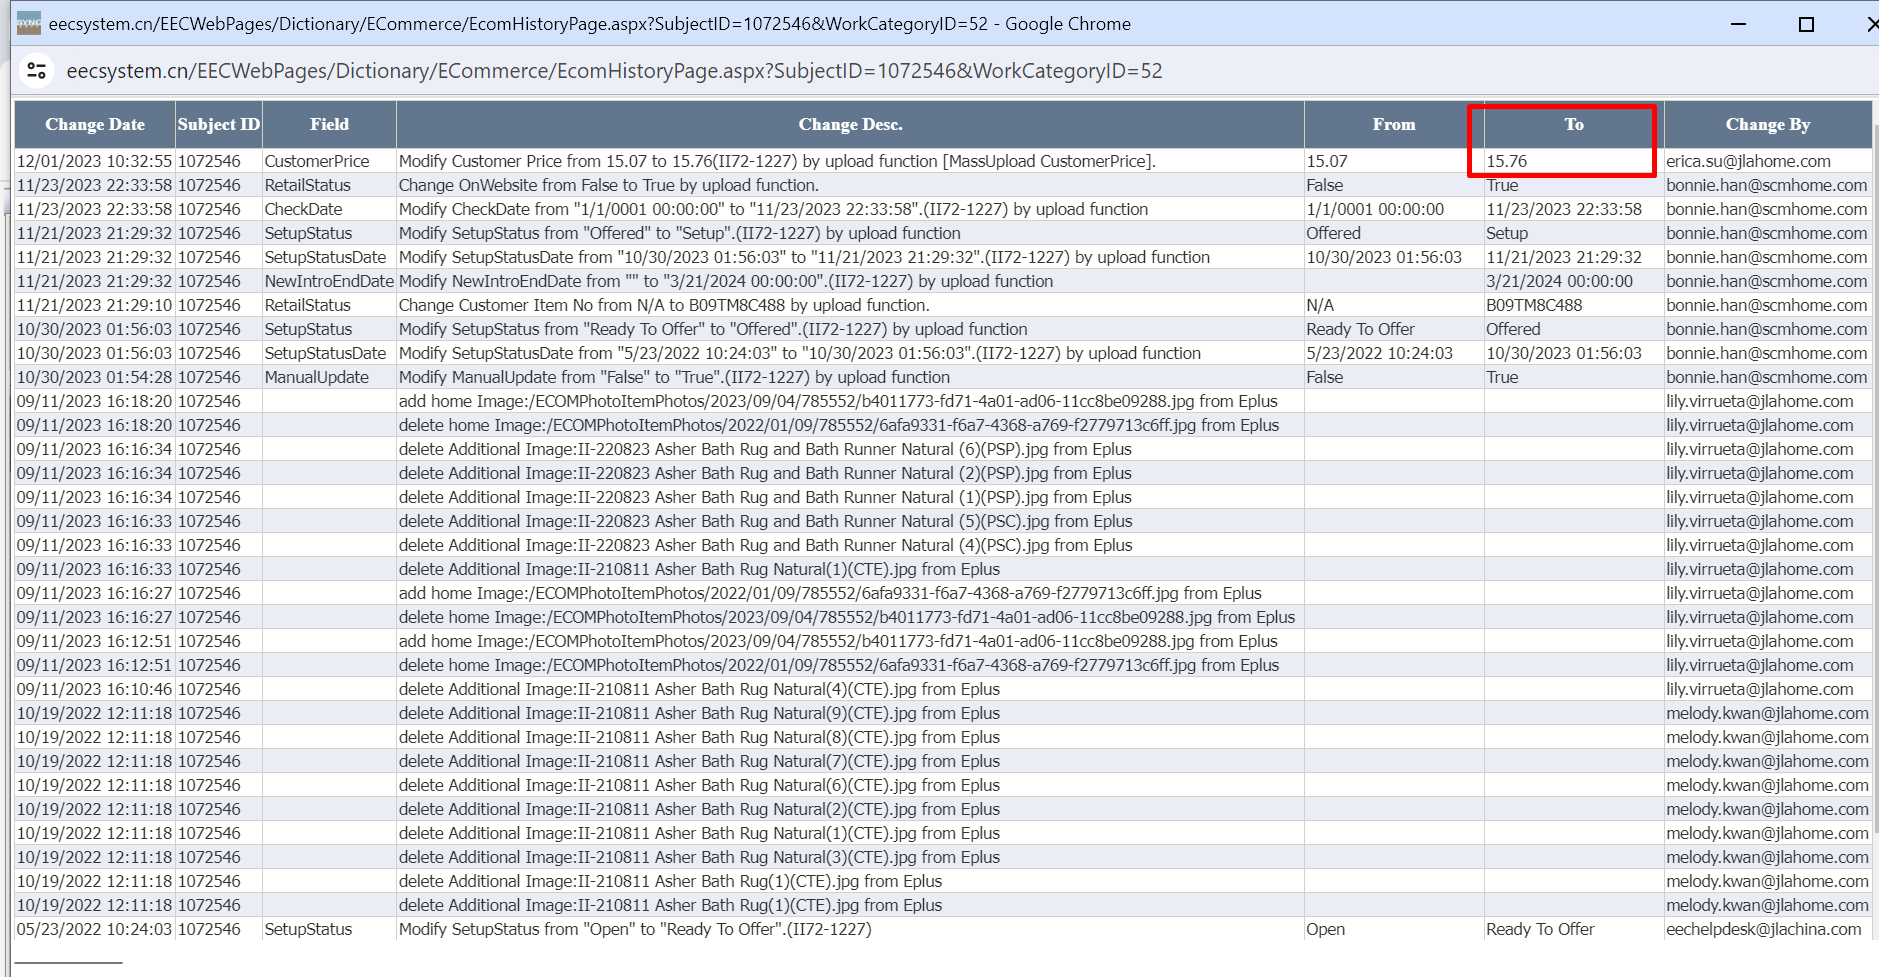 SYNC eecsystem.cn/EECWebPages/Dictionary/ECommerce/EcomHistoryPage.aspx?SubjectID=1072546&WorkCategoryID=52 - Google Chrome
eecsystem.cn/EECWebPages/Dictionary/ECommerce/EcomHistoryPage.aspx?SubjectID=1072546&WorkCategoryID=52
Change Date Subject ID Field Change Desc. From To Change By
12/01/2023 10:32:55 1072546 CustomerPrice Modify Customer Price from 15.07 to 15.76(II72-1227) by upload function [MassUpload CustomerPrice]. 15.07 15.76 erica.su@jlahome.com
11/23/2023 22:33:58 1072546 RetailStatus Change OnWebsite from False to True by upload function. False True bonnie.han@scmhome.com
11/23/2023 22:33:58 1072546 CheckDate Modify CheckDate from "1/1/0001 00:00:00" to "11/23/2023 22:33:58".(II72-1227) by upload function 1/1/0001 00:00:00 11/23/2023 22:33:58 bonnie.han@scmhome.com
11/21/2023 21:29:32 1072546 SetupStatus Modify SetupStatus from "Offered" to "Setup".(II72-1227) by upload function Offered Setup bonnie.han@scmhome.com
11/21/2023 21:29:32 1072546 SetupStatusDate Modify SetupStatusDate from "10/30/2023 01:56:03" to "11/21/2023 21:29:32".(II72-1227) by upload function 10/30/2023 01:56:03 11/21/2023 21:29:32 bonnie.han@scmhome.com
11/21/2023 21:29:32 1072546 NewIntroEndDate Modify NewIntroEndDate from "" to "3/21/2024 00:00:00".(II72-1227) by upload function 3/21/2024 00:00:00 bonnie.han@scmhome.com
11/21/2023 21:29:10 1072546 RetailStatus Change Customer Item No from N/A to B09TM8C488 by upload function. N/A B09TM8C488 bonnie.han@scmhome.com
10/30/2023 01:56:03 1072546 SetupStatus Modify SetupStatus from "Ready To Offer" to "Offered".(II72-1227) by upload function Ready To Offer Offered bonnie.han@scmhome.com
10/30/2023 01:56:03 1072546 SetupStatusDate Modify SetupStatusDate from "5/23/2022 10:24:03" to "10/30/2023 01:56:03".(II72-1227) by upload function 5/23/2022 10:24:03 10/30/2023 01:56:03 bonnie.han@scmhome.com
10/30/2023 01:54:28 1072546 ManualUpdate Modify ManualUpdate from "False" to "True".(II72-1227) by upload function False True bonnie.han@scmhome.com
09/11/2023 16:18:20 1072546 add home Image:/ECOMPhotoItemPhotos/2023/09/04/785552/b4011773-fd71-4a01-ad06-11cc8be09288.jpg from Eplus lily.virrueta@jlahome.com
09/11/2023 16:18:20 1072546 delete home Image:/ECOMPhotoItemPhotos/2022/01/09/785552/6afa9331-f6a7-4368-a769-f2779713c6ff.jpg from Eplus lily.virrueta@jlahome.com
09/11/2023 16:16:34 1072546 delete Additional Image:II-220823 Asher Bath Rug and Bath Runner Natural (6)(PSP).jpg from Eplus lily.virrueta@jlahome.com
09/11/2023 16:16:34 1072546 delete Additional Image:II-220823 Asher Bath Rug and Bath Runner Natural (2)(PSP).jpg from Eplus lily.virrueta@jlahome.com
09/11/2023 16:16:34 1072546 delete Additional Image:II-220823 Asher Bath Rug and Bath Runner Natural (1)(PSP).jpg from Eplus lily.virrueta@jlahome.com
09/11/2023 16:16:33 1072546 delete Additional Image:II-220823 Asher Bath Rug and Bath Runner Natural (5)(PSC).jpg from Eplus lily.virrueta@jlahome.com
09/11/2023 16:16:33 1072546 delete Additional Image:II-220823 Asher Bath Rug and Bath Runner Natural (4)(PSC).jpg from Eplus lily.virrueta@jlahome.com
09/11/2023 16:16:33 1072546 delete Additional Image:II-210811 Asher Bath Rug Natural(1)(CTE).jpg from Eplus lily.virrueta@jlahome.com
09/11/2023 16:16:27 1072546 add home Image:/ECOMPhotoItemPhotos/2022/01/09/785552/6afa9331-f6a7-4368-a769-f2779713c6ff.jpg from Eplus lily.virrueta@jlahome.com
09/11/2023 16:16:27 1072546 delete home Image:/ECOMPhotoItemPhotos/2023/09/04/785552/b4011773-fd71-4a01-ad06-11cc8be09288.jpg from Eplus lily.virrueta@jlahome.com
09/11/2023 16:12:51 1072546 add home Image:/ECOMPhotoItemPhotos/2023/09/04/785552/b4011773-fd71-4a01-ad06-11cc8be09288.jpg from Eplus lily.virrueta@jlahome.com
09/11/2023 16:12:51 1072546 delete home Image:/ECOMPhotoItemPhotos/2022/01/09/785552/6afa9331-f6a7-4368-a769-f2779713c6ff.jpg from Eplus lily.virrueta@jlahome.com
09/11/2023 16:10:46 1072546 delete Additional Image:II-210811 Asher Bath Rug Natural(4)(CTE).jpg from Eplus lily.virrueta@jlahome.com
10/19/2022 12:11:18 1072546 delete Additional Image:II-210811 Asher Bath Rug Natural(9)(CTE).jpg from Eplus melody.kwan@jlahome.com
10/19/2022 12:11:18 1072546 delete Additional Image:II-210811 Asher Bath Rug Natural(8)(CTE).jpg from Eplus melody.kwan@jlahome.com
10/19/2022 12:11:18 1072546 delete Additional Image:II-210811 Asher Bath Rug Natural(7)(CTE).jpg from Eplus melody.kwan@jlahome.com
10/19/2022 12:11:18 1072546 delete Additional Image:II-210811 Asher Bath Rug Natural(6)(CTE).jpg from Eplus melody.kwan@jlahome.com
10/19/2022 12:11:18 1072546 delete Additional Image:II-210811 Asher Bath Rug Natural(2)(CTE).jpg from Eplus melody.kwan@jlahome.com
10/19/2022 12:11:18 1072546 delete Additional Image:II-210811 Asher Bath Rug Natural(1)(CTE).jpg from Eplus melody.kwan@jlahome.com
10/19/2022 12:11:18 1072546 delete Additional Image:II-210811 Asher Bath Rug Natural(3)(CTE).jpg from Eplus melody.kwan@jlahome.com
10/19/2022 12:11:18 1072546 delete Additional Image:II-210811 Asher Bath Rug(1)(CTE).jpg from Eplus melody.kwan@jlahome.com
10/19/2022 12:11:18 1072546 delete Additional Image:II-210811 Asher Bath Rug(1)(CTE).jpg from Eplus melody.kwan@jlahome.com
05/23/2022 10:24:03 1072546 SetupStatus Modify SetupStatus from "Open" to "Ready To Offer".(II72-1227) Open Ready To Offer eechelpdesk@jlachina.com